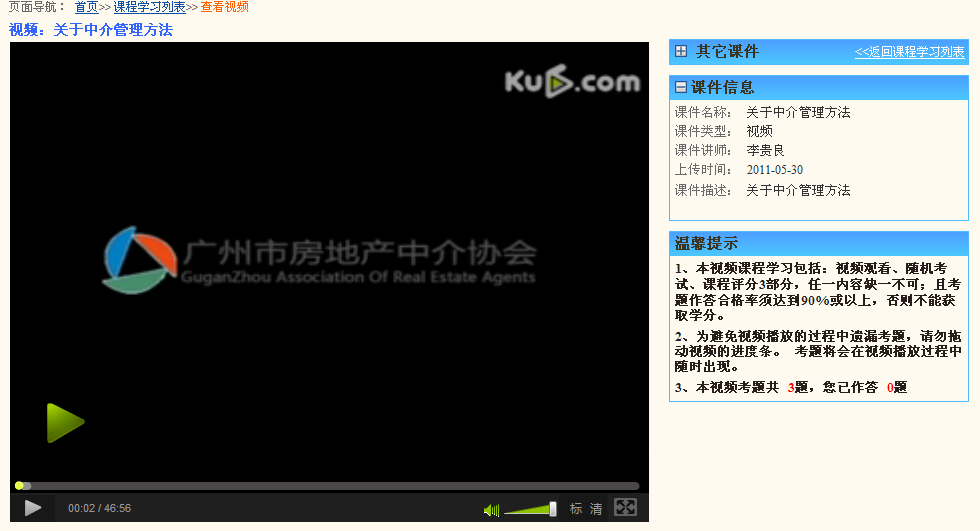 页面导航： 首页>> 课程学习列表>> 查看视频
视频：关于中介管理方法
Ku6.com
广州市房地产中介协会
GuganZhou Association Of Real Estate Agents
00:02 / 46:56
标 清
其它课件 <<返回课程学习列表
课件信息
课件名称： 关于中介管理方法
课件类型： 视频
课件讲师： 李贵良
上传时间： 2011-05-30
课件描述： 关于中介管理方法
温馨提示
1、本视频课程学习包括：视频观看、随机考
试、课程评分3部分，任一内容缺一不可；且考
题作答合格率须达到90%或以上，否则不能获
取学分。
2、为避免视频播放的过程中遗漏考题，请勿拖
动视频的进度条。 考题将会在视频播放过程中
随时出现。
3、本视频考题共 3题，您已作答 0题